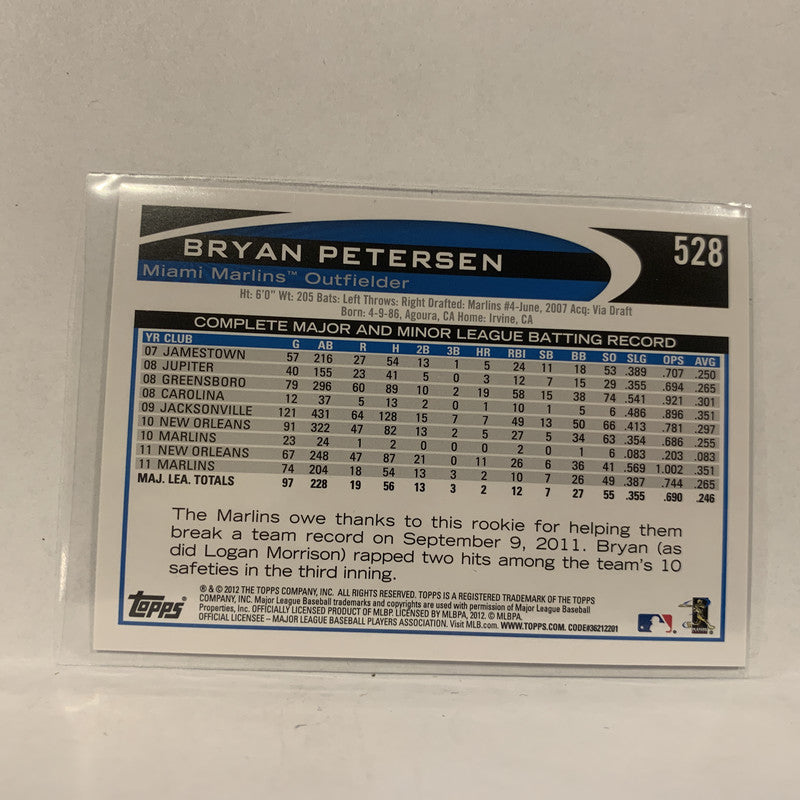 BRYAN PETERSEN
528
Miami Marlins™ Outfielder
Ht: 6'0" Wt: 205 Bats: Left Throws: Right Drafted: Marlins #4-June, 2007 Acq: Via Draft
Born: 4-9-86, Agoura, CA Home: Irvine, CA
COMPLETE MAJOR AND MINOR LEAGUE BATTING RECORD
YR CLUB G AB R H 2B 3B HR RBI SB BB SO SLG OPS AVG
07 JAMESTOWN 57 216 27 54 13 1 5 24 11 18 53 .389 .707 .250
08 JUPITER 40 155 23 41 5 0 3 12 7 15 29 .355 .694 .265
08 GREENSBORO 79 296 60 89 10 2 19 58 15 38 74 .541 .921 .301
08 CAROLINA 12 37 5 13 2 0 1 10 1 5 6 .486 .896 .351
09 JACKSONVILLE 121 431 64 128 15 7 7 49 13 50 66 .413 .781 .297
10 NEW ORLEANS 91 322 47 82 13 2 5 27 5 34 63 .354 .686 .255
10 MARLINS 23 24 1 2 0 0 0 2 0 1 6 .083 .203 .083
11 NEW ORLEANS 67 248 47 87 21 0 11 26 6 36 41 .569 1.002 .351
11 MARLINS 74 204 18 54 13 3 2 10 7 26 49 .387 .744 .265
MAJ. LEA. TOTALS 97 228 19 56 13 3 2 12 7 27 55 .355 .690 .246
The Marlins owe thanks to this rookie for helping them
break a team record on September 9, 2011. Bryan (as
did Logan Morrison) rapped two hits among the team's 10
safeties in the third inning.
® & © 2012 THE TOPPS COMPANY, INC. ALL RIGHTS RESERVED. TOPPS IS A REGISTERED TRADEMARK OF THE TOPPS
COMPANY, INC. Major League Baseball trademarks and copyrights are used with permission of Major League Baseball
Properties, Inc. OFFICIALLY LICENSED PRODUCT OF MLBP. LICENSED BY MLBPA, 2012. © MLBPA.
OFFICIAL LICENSEE – MAJOR LEAGUE BASEBALL PLAYERS ASSOCIATION. Visit MLB.com. WWW.TOPPS.COM. CODE#36212201
topps